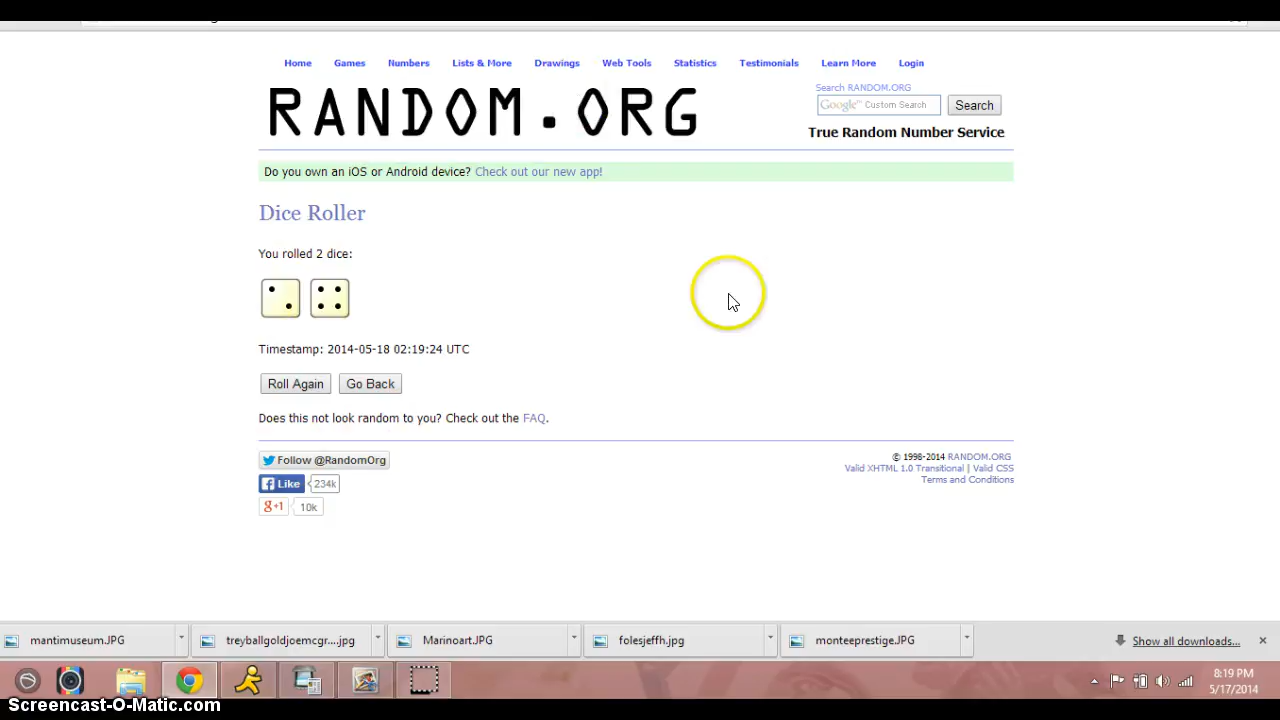 Home Games Numbers Lists & More Drawings Web Tools Statistics Testimonials Learn More Login
RANDOM.ORG
Search RANDOM.ORG
Google™ Custom Search Search
True Random Number Service
Do you own an iOS or Android device? Check out our new app!
Dice Roller
You rolled 2 dice:
Timestamp: 2014-05-18 02:19:24 UTC
Roll Again Go Back
Does this not look random to you? Check out the FAQ.
Follow @RandomOrg
Like 234k
g+1 10k
© 1998-2014 RANDOM.ORG
Valid XHTML 1.0 Transitional | Valid CSS
Terms and Conditions
mantimuseum.JPG treyballgoldjoemcgr....jpg Marinoart.JPG folesjeffh.jpg monteeprestige.JPG Show all downloads...
8:19 PM
5/17/2014
Screencast-O-Matic.com